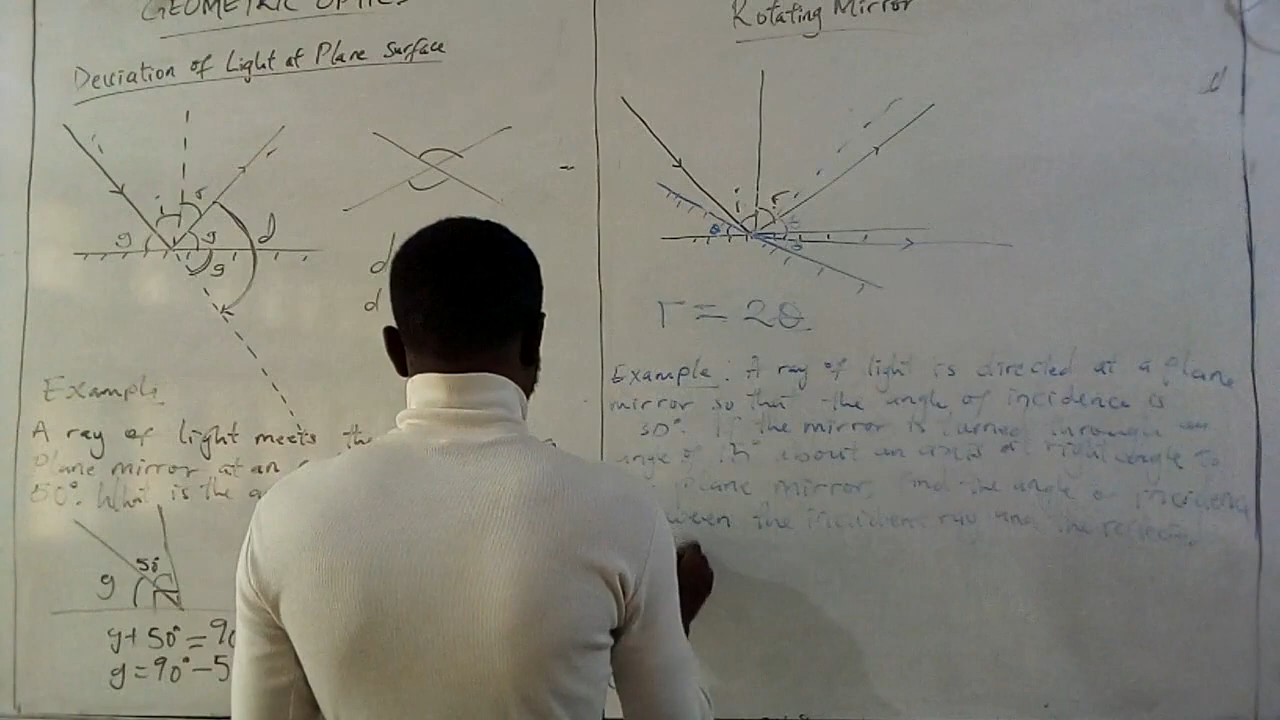 GEOMETRIC OPTICS
Deviation of Light at Plane Surface
i
r
i
r
g
g
g
d
d
d
Example
A ray of light meets the
plane mirror at an
50°. What is the
50°
g
g + 50° = 90
g = 90° - 5
Rotating Mirror
i
r
θ
r = 2θ
Example: A ray of light is directed at a plane
mirror so that the angle of incidence is
30°. If the mirror is turned through an
angle of about an axis at right angle to
plane mirror, find the angle of incidence
between the incident ray and the reflected